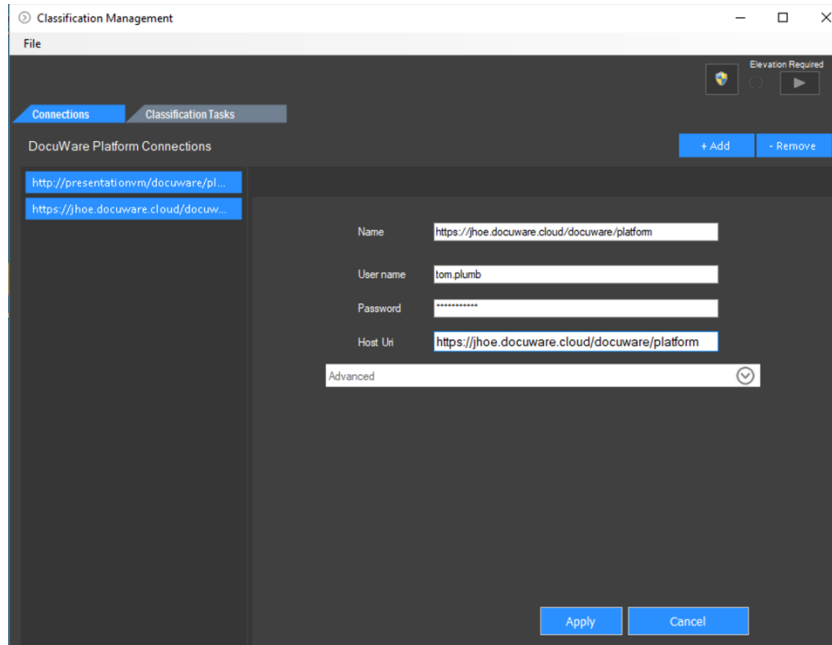 Classification Management
File
Elevation Required
Connections
Classification Tasks
DocuWare Platform Connections
+ Add
- Remove
http://presentationvm/docuware/pl...
https://jhoe.docuware.cloud/docuw...
Name
https://jhoe.docuware.cloud/docuware/platform
User name
tom.plumb
Password
***********
Host Uri
https://jhoe.docuware.cloud/docuware/platform
Advanced
Apply
Cancel